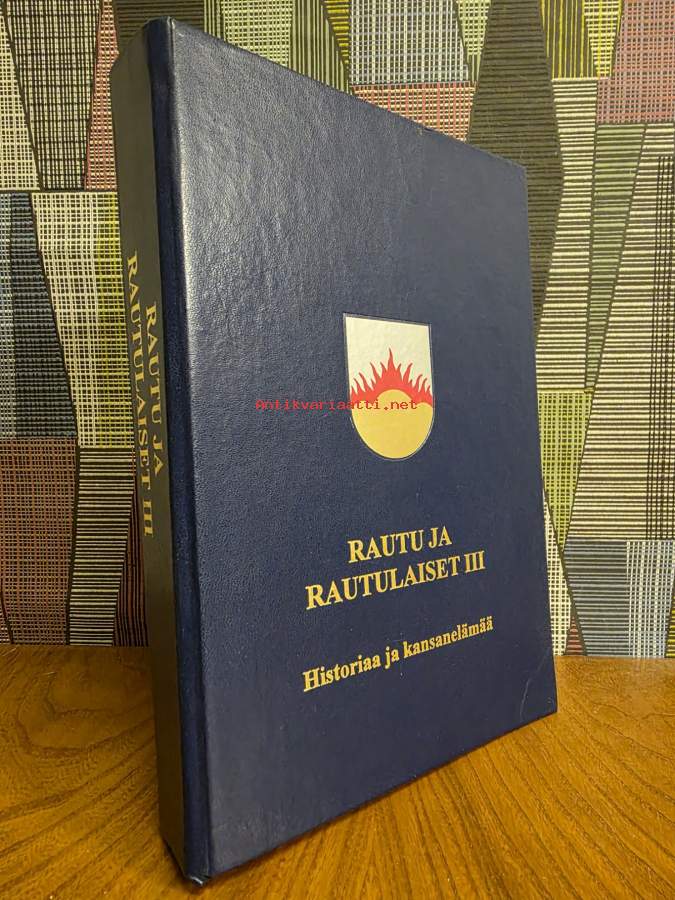 RAUTU JA
RAUTULAISET III
Antikvariaatti.net
RAUTU JA
RAUTULAISET III
Historiaa ja kansanelämää